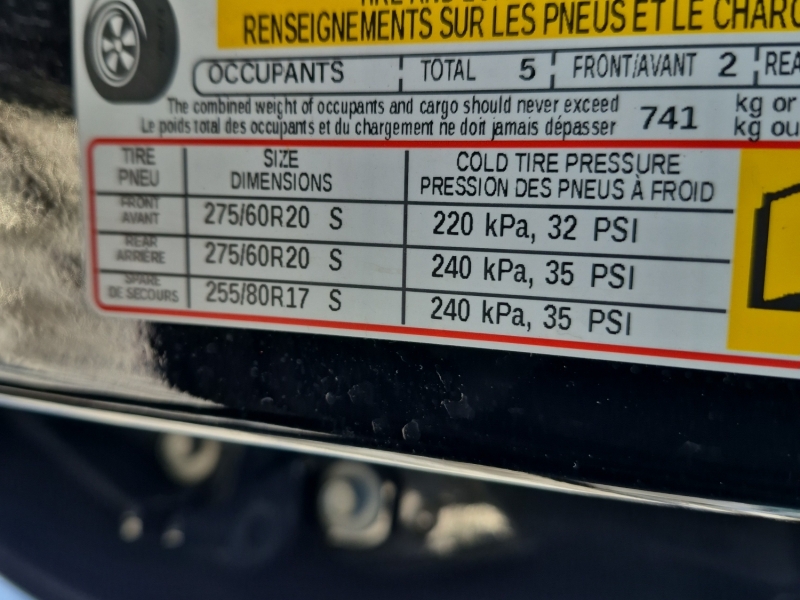 RENSEIGNEMENTS SUR LES PNEUS ET LE CHARG
OCCUPANTS TOTAL 5 FRONT/AVANT 2 REA
The combined weight of occupants and cargo should never exceed 741 kg or
Le poids total des occupants et du chargement ne doit jamais dépasser kg ou
TIRE SIZE COLD TIRE PRESSURE
PNEU DIMENSIONS PRESSION DES PNEUS À FROID
FRONT
AVANT 275/60R20 S 220 kPa, 32 PSI
REAR
ARRIÈRE 275/60R20 S 240 kPa, 35 PSI
SPARE
DE SECOURS 255/80R17 S 240 kPa, 35 PSI